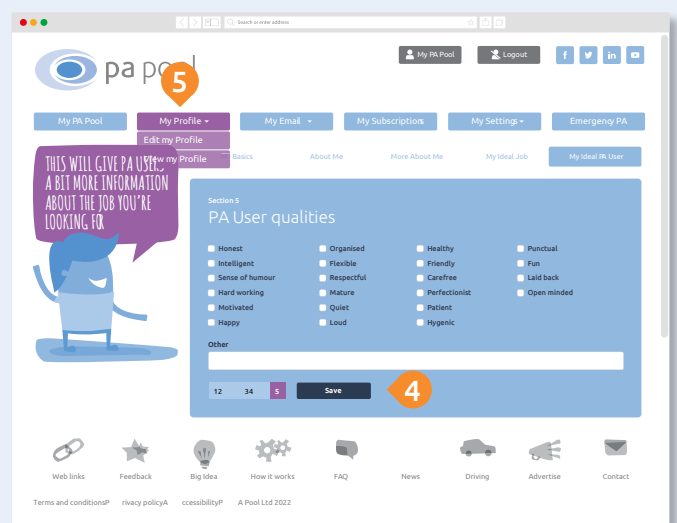 Search or enter address
My PA Pool
Logout
pa pool
5
My PA Pool
My Profile
My Email
My Subscriptions
My Settings
Emergency PA
Edit my Profile
View my Profile
Basics
About Me
More About Me
My Ideal Job
My Ideal PA User
THIS WILL GIVE PA USERS
A BIT MORE INFORMATION
ABOUT THE JOB YOU'RE
LOOKING FOR
Section 5
PA User qualities
Honest
Organised
Healthy
Punctual
Intelligent
Flexible
Friendly
Fun
Sense of humour
Respectful
Carefree
Laid back
Hard working
Mature
Perfectionist
Open minded
Motivated
Quiet
Patient
Happy
Loud
Hygenic
Other
12 34 5
Save
4
Web links
Feedback
Big Idea
How it works
FAQ
News
Driving
Advertise
Contact
Terms and conditionsP rivacy policyA ccessibilityP A Pool Ltd 2022